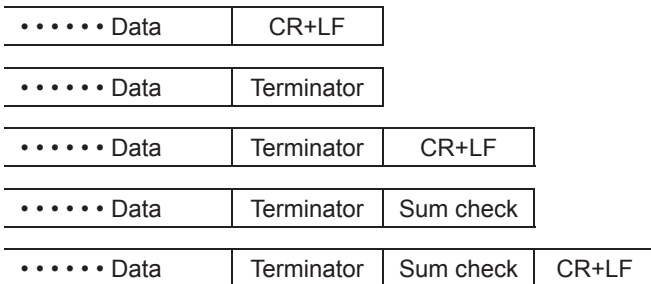 •••••• Data CR+LF
•••••• Data Terminator
•••••• Data Terminator CR+LF
•••••• Data Terminator Sum check
•••••• Data Terminator Sum check CR+LF